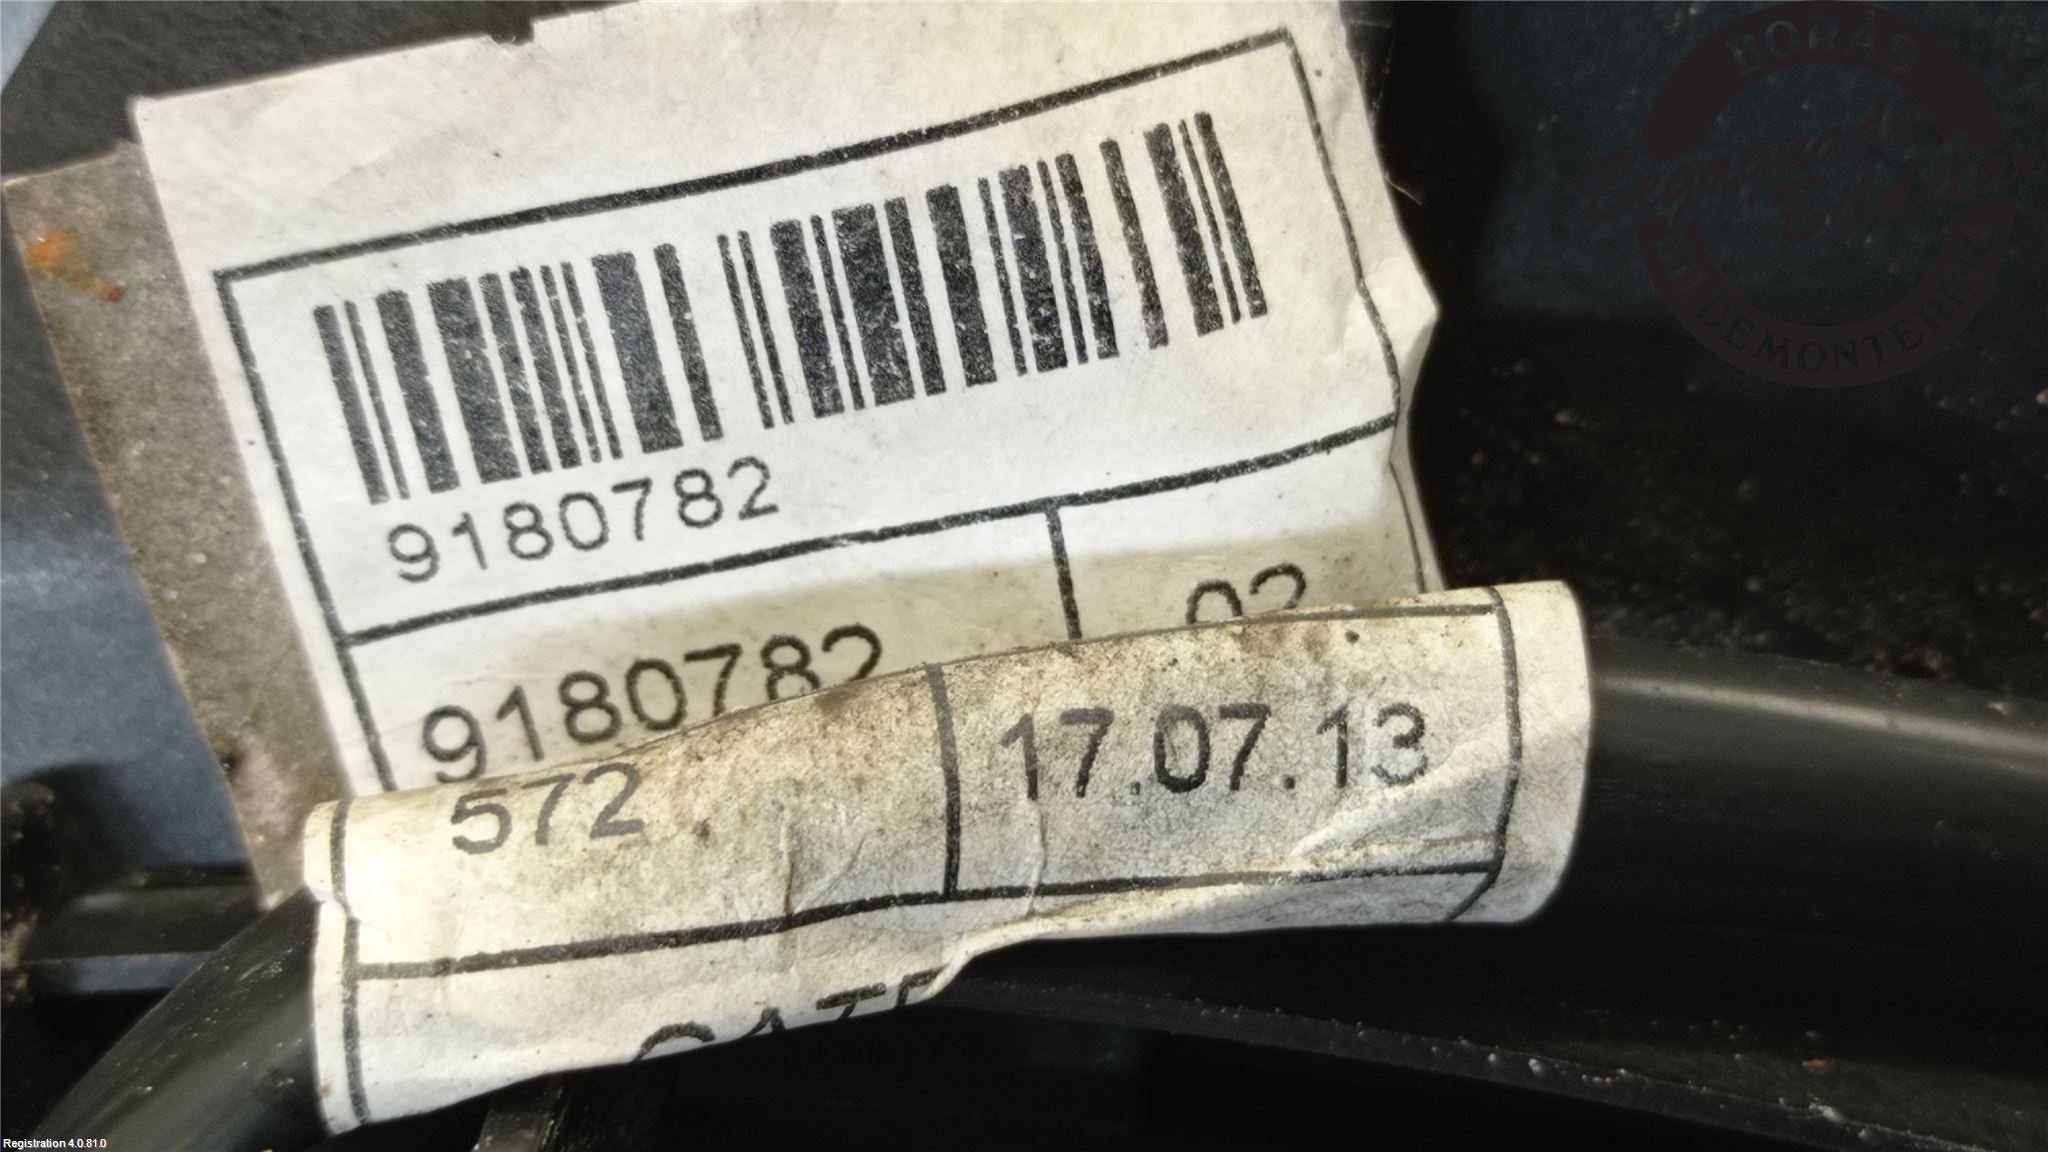 BORÅS
Begagnade
Bildelar
DEMONTERING
9180782
9180782
02
572
17.07.13
Registration 4.0.81.0